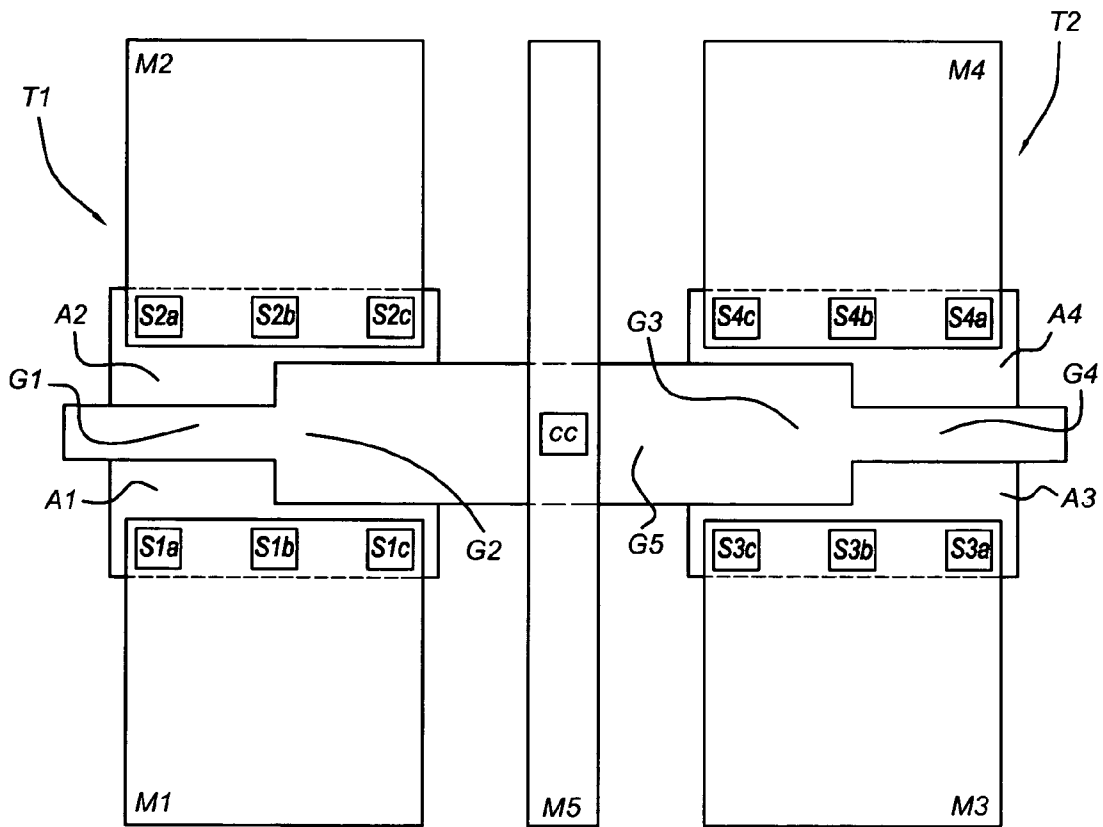 T2
M2
M4
T1
S2a S2b S2c
S4c S4b S4a
A2
G3
A4
G1
G4
cc
A1
G2
G5
A3
S1a S1b S1c
S3c S3b S3a
M1
M5
M3